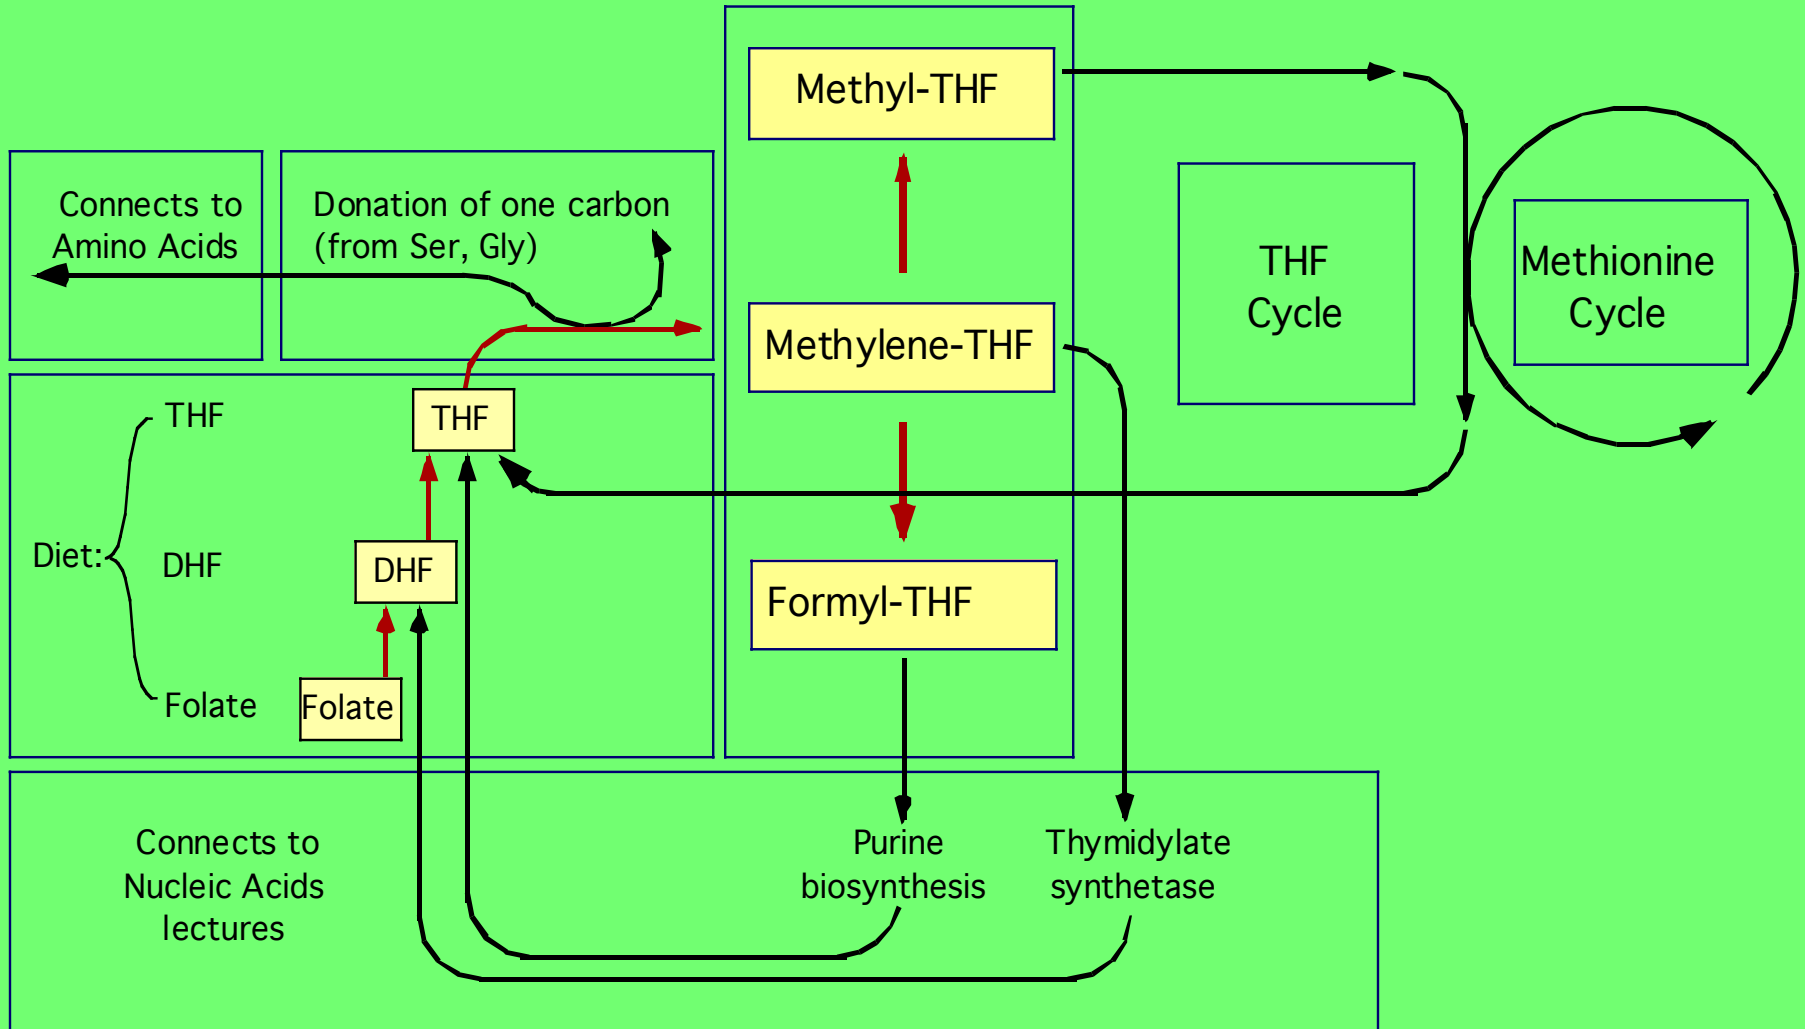 Methyl-THF
Connects to
Amino Acids
Donation of one carbon
(from Ser, Gly)
THF
Cycle
Methionine
Cycle
Methylene-THF
THF
THF
Diet:
DHF
DHF
Formyl-THF
Folate
Folate
Connects to
Nucleic Acids
lectures
Purine
biosynthesis
Thymidylate
synthetase